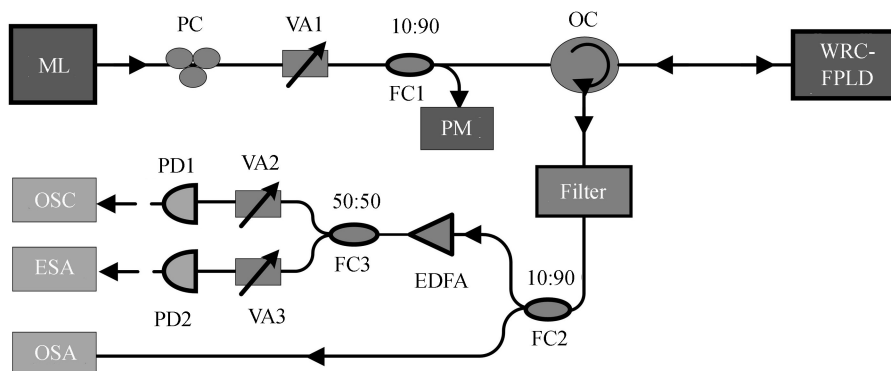 PC
VA1
10:90
OC
ML
WRC-
FPLD
FC1
PM
PD1
VA2
Filter
OSC
50:50
ESA
FC3
EDFA
10:90
PD2
VA3
FC2
OSA